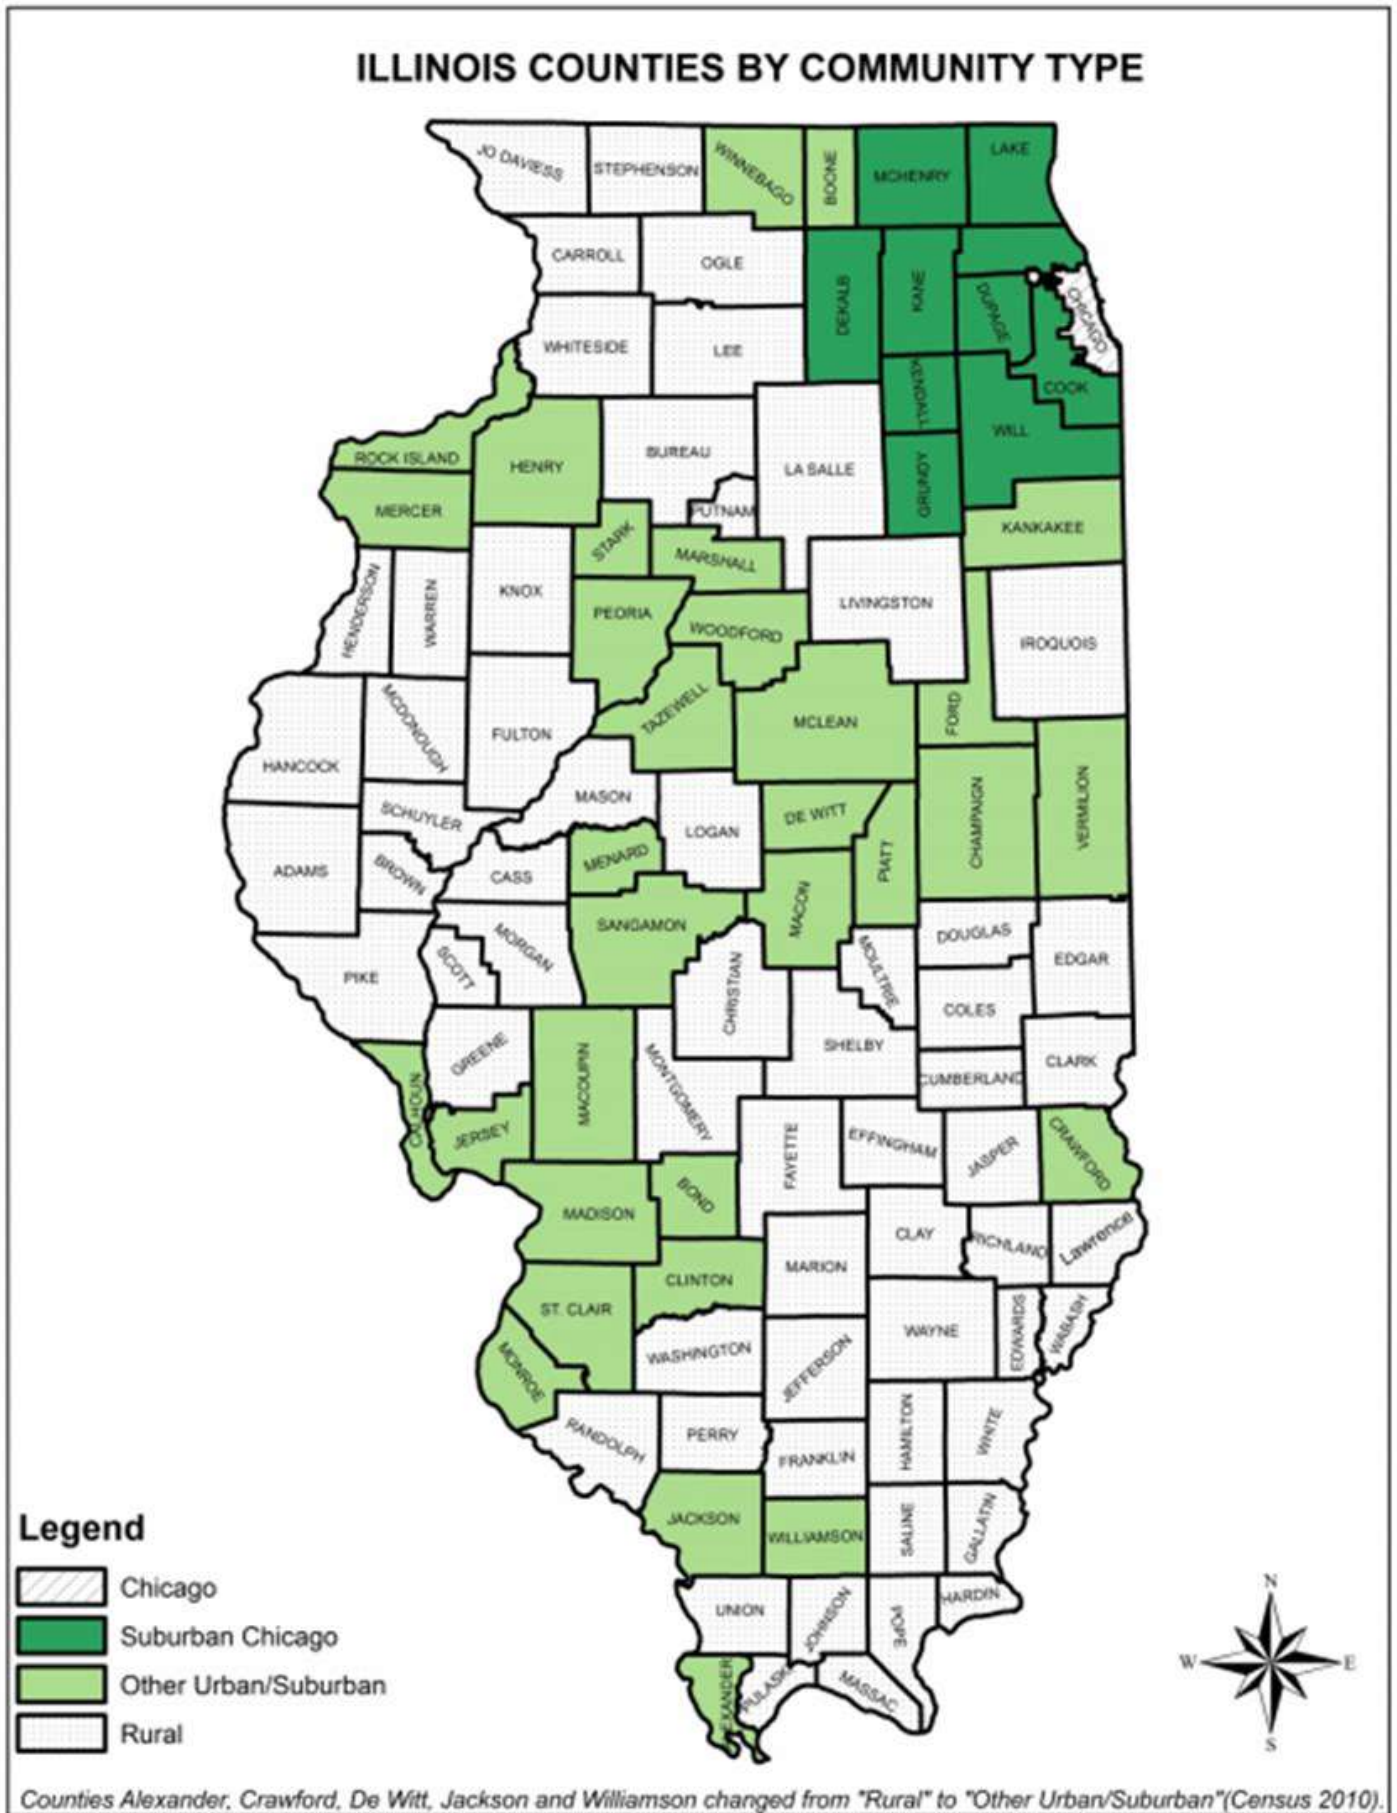 ILLINOIS COUNTIES BY COMMUNITY TYPE
JO DAVIESS
STEPHENSON
WINNEBAGO
BOONE
MCHENRY
LAKE
CARROLL
OGLE
DEKALB
KANE
DUPAGE
CHICAGO
WHITESIDE
LEE
KENDALL
COOK
WILL
ROCK ISLAND
HENRY
BUREAU
LA SALLE
GRUNDY
MERCER
PUTNAM
KANKAKEE
STARK
MARSHALL
HENDERSON
WARREN
KNOX
PEORIA
WOODFORD
LIVINGSTON
IROQUOIS
MCDONOUGH
FULTON
TAZEWELL
MCLEAN
FORD
HANCOCK
MASON
SCHUYLER
LOGAN
DE WITT
PIATT
CHAMPAIGN
VERMILION
ADAMS
BROWN
CASS
MENARD
MACON
SANGAMON
PIKE
SCOTT
MORGAN
CHRISTIAN
MOULTRIE
DOUGLAS
EDGAR
COLES
GREENE
MACOUPIN
MONTGOMERY
SHELBY
CUMBERLAND
CLARK
CALHOUN
JERSEY
FAYETTE
EFFINGHAM
JASPER
CRAWFORD
MADISON
BOND
CLAY
RICHLAND
Lawrence
CLINTON
MARION
ST. CLAIR
WAYNE
EDWARDS
WABASH
MONROE
WASHINGTON
JEFFERSON
RANDOLPH
PERRY
FRANKLIN
HAMILTON
WHITE
JACKSON
WILLIAMSON
SALINE
GALLATIN
UNION
JOHNSON
POPE
HARDIN
EXANDER
PULASKI
MASSAC
Legend
Chicago
Suburban Chicago
Other Urban/Suburban
Rural
N
W
E
S
Counties Alexander, Crawford, De Witt, Jackson and Williamson changed from "Rural" to "Other Urban/Suburban"(Census 2010).